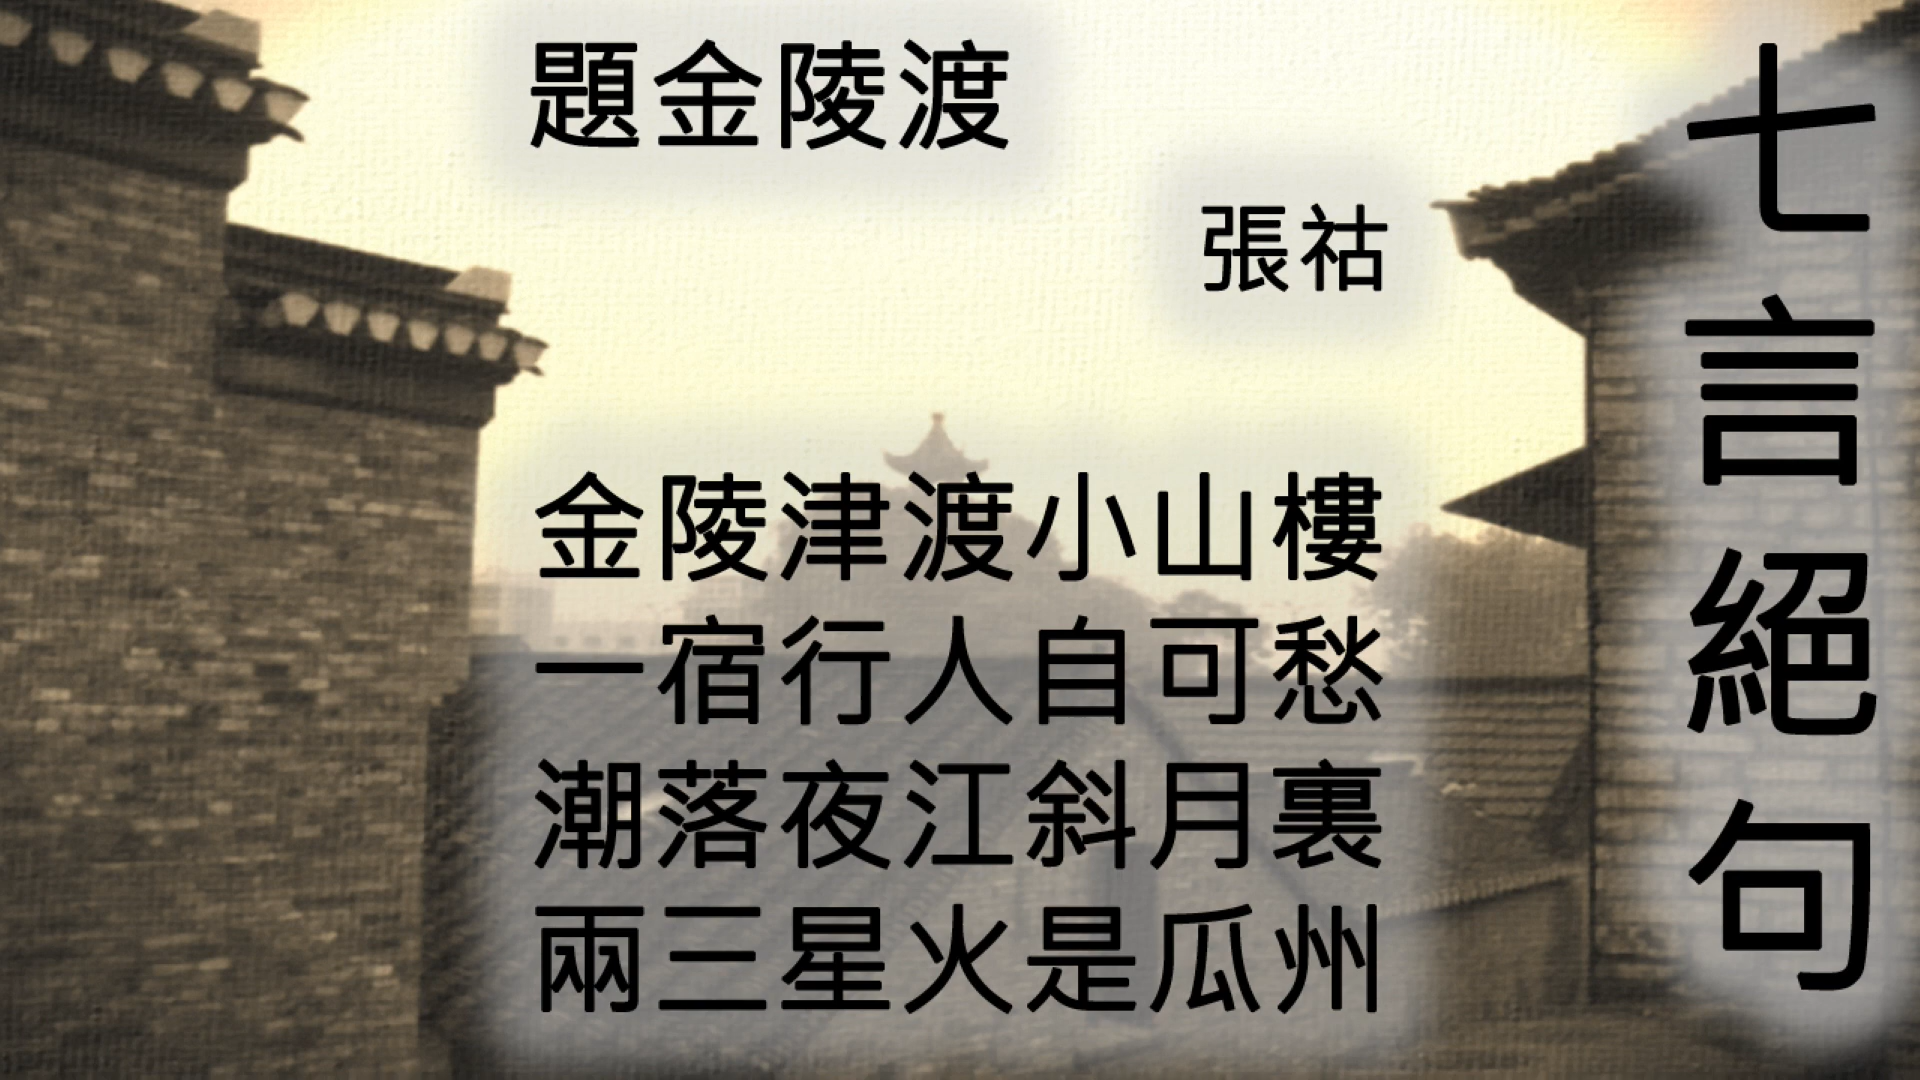 題金陵渡
張祜
金陵津渡小山樓
一宿行人自可愁
潮落夜江斜月裏
兩三星火是瓜州
七言絕句